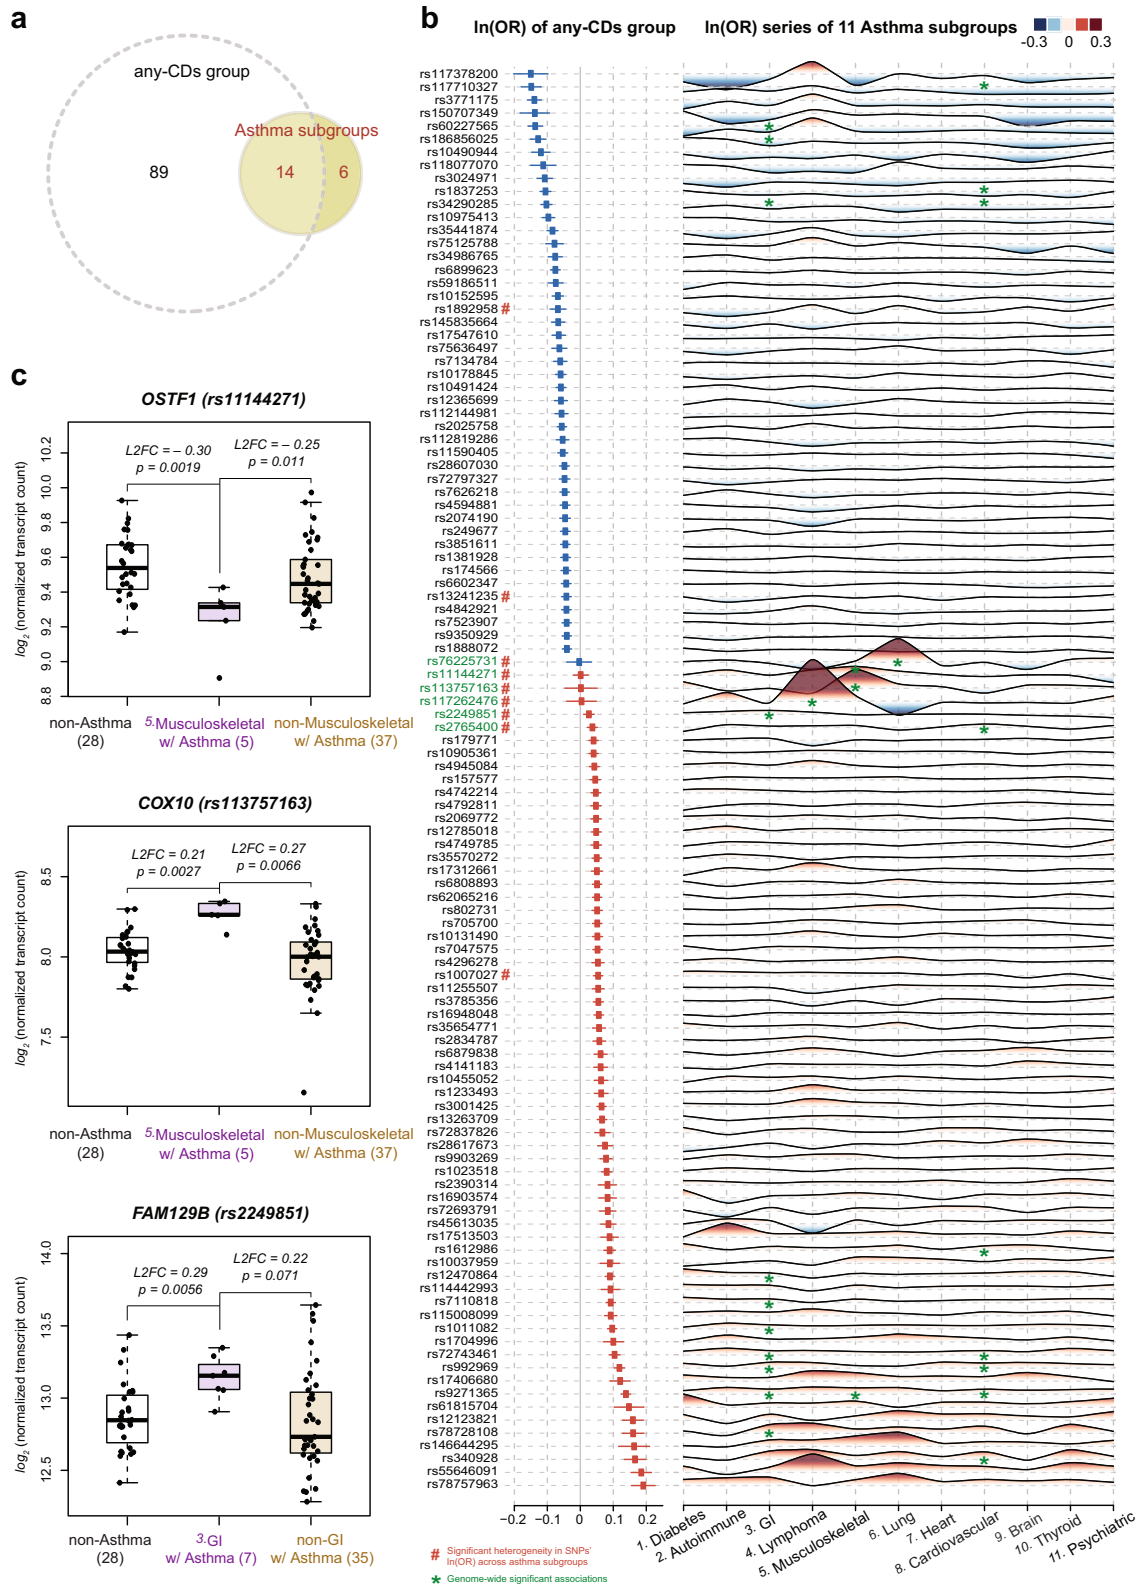 a
any-CDs group
Asthma subgroups
89
14
6
b
ln(OR) of any-CDs group
ln(OR) series of 11 Asthma subgroups
-0.3 0 0.3
rs117378200
rs117710327
rs3771175
rs150707349
rs60227565
rs186856025
rs10490944
rs118077070
rs3024971
rs1837253
rs34290285
rs10975413
rs35441874
rs75125788
rs34986765
rs6899623
rs59186511
rs10152595
rs1892958 #
rs145835664
rs17547610
rs75636497
rs7134784
rs10178845
rs10491424
rs12365699
rs112144981
rs2025758
rs112819286
rs11590405
rs28607030
rs72797327
rs7626218
rs4594881
rs2074190
rs249677
rs3851611
rs1381928
rs174566
rs6602347
rs13241235 #
rs4842921
rs7523907
rs9350929
rs1888072
rs76225731 #
rs11144271 #
rs113757163 #
rs117262476 #
rs2249851 #
rs2765400 #
rs179771
rs10905361
rs4945084
rs157577
rs4742214
rs4792811
rs2069772
rs12785018
rs4749785
rs35570272
rs17312661
rs6808893
rs62065216
rs802731
rs705700
rs10131490
rs7047575
rs4296278
rs1007027 #
rs11255507
rs3785356
rs16948048
rs35654771
rs2834787
rs6879838
rs4141183
rs10455052
rs1233493
rs3001425
rs13263709
rs72837826
rs28617673
rs9903269
rs1023518
rs2390314
rs16903574
rs72693791
rs45613035
rs17513503
rs1612986
rs10037959
rs12470864
rs114442993
rs7110818
rs115008099
rs1011082
rs1704996
rs72743461
rs992969
rs17406680
rs9271365
rs61815704
rs12123821
rs78728108
rs146644295
rs340928
rs55646091
rs78757963
−0.2 −0.1 0 0.1 0.2
1. Diabetes
2. Autoimmune
3. GI
4. Lymphoma
5. Musculoskeletal
6. Lung
7. Heart
8. Cardiovascular
9. Brain
10. Thyroid
11. Psychiatric
# Significant heterogeneity in SNPs'
ln(OR) across asthma subgroups
* Genome-wide significant associations
c
OSTF1 (rs11144271)
L2FC = − 0.30
p = 0.0019
L2FC = − 0.25
p = 0.011
log2 (normalized transcript count)
10.2
10.0
9.8
9.6
9.4
9.2
9.0
8.8
non-Asthma
(28)
5.Musculoskeletal
w/ Asthma (5)
non-Musculoskeletal
w/ Asthma (37)
COX10 (rs113757163)
L2FC = 0.21
p = 0.0027
L2FC = 0.27
p = 0.0066
log2 (normalized transcript count)
8.5
8.0
7.5
non-Asthma
(28)
5.Musculoskeletal
w/ Asthma (5)
non-Musculoskeletal
w/ Asthma (37)
FAM129B (rs2249851)
L2FC = 0.29
p = 0.0056
L2FC = 0.22
p = 0.071
log2 (normalized transcript count)
14.0
13.5
13.0
12.5
non-Asthma
(28)
3.GI
w/ Asthma (7)
non-GI
w/ Asthma (35)